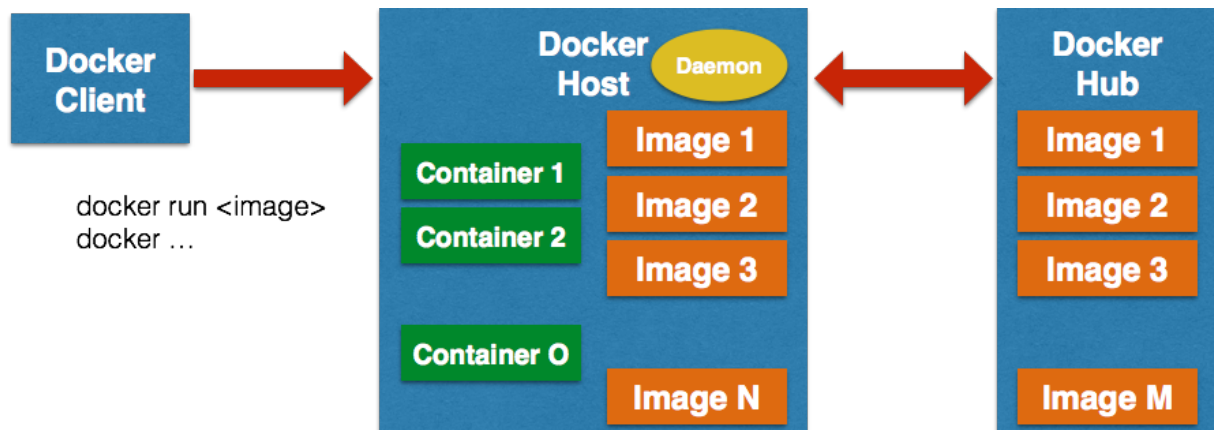 Docker
Client
docker run <image>
docker ...
Docker
Host
Daemon
Container 1
Container 2
Container O
Image 1
Image 2
Image 3
Image N
Docker
Hub
Image 1
Image 2
Image 3
Image M